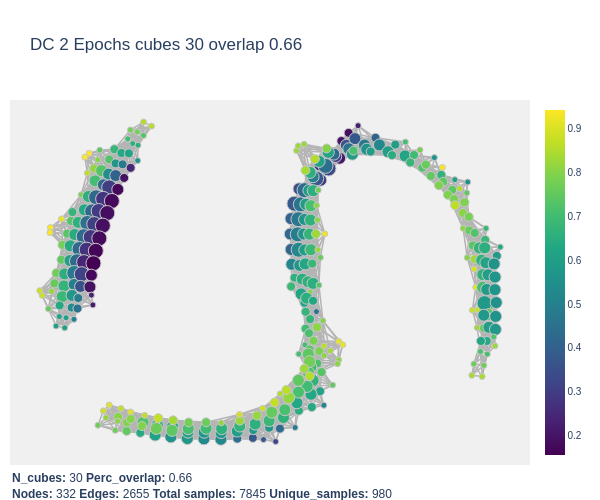 DC 2 Epochs cubes 30 overlap 0.66
0.9
0.8
0.7
0.6
0.5
0.4
0.3
0.2
N_cubes: 30 Perc_overlap: 0.66
Nodes: 332 Edges: 2655 Total samples: 7845 Unique_samples: 980